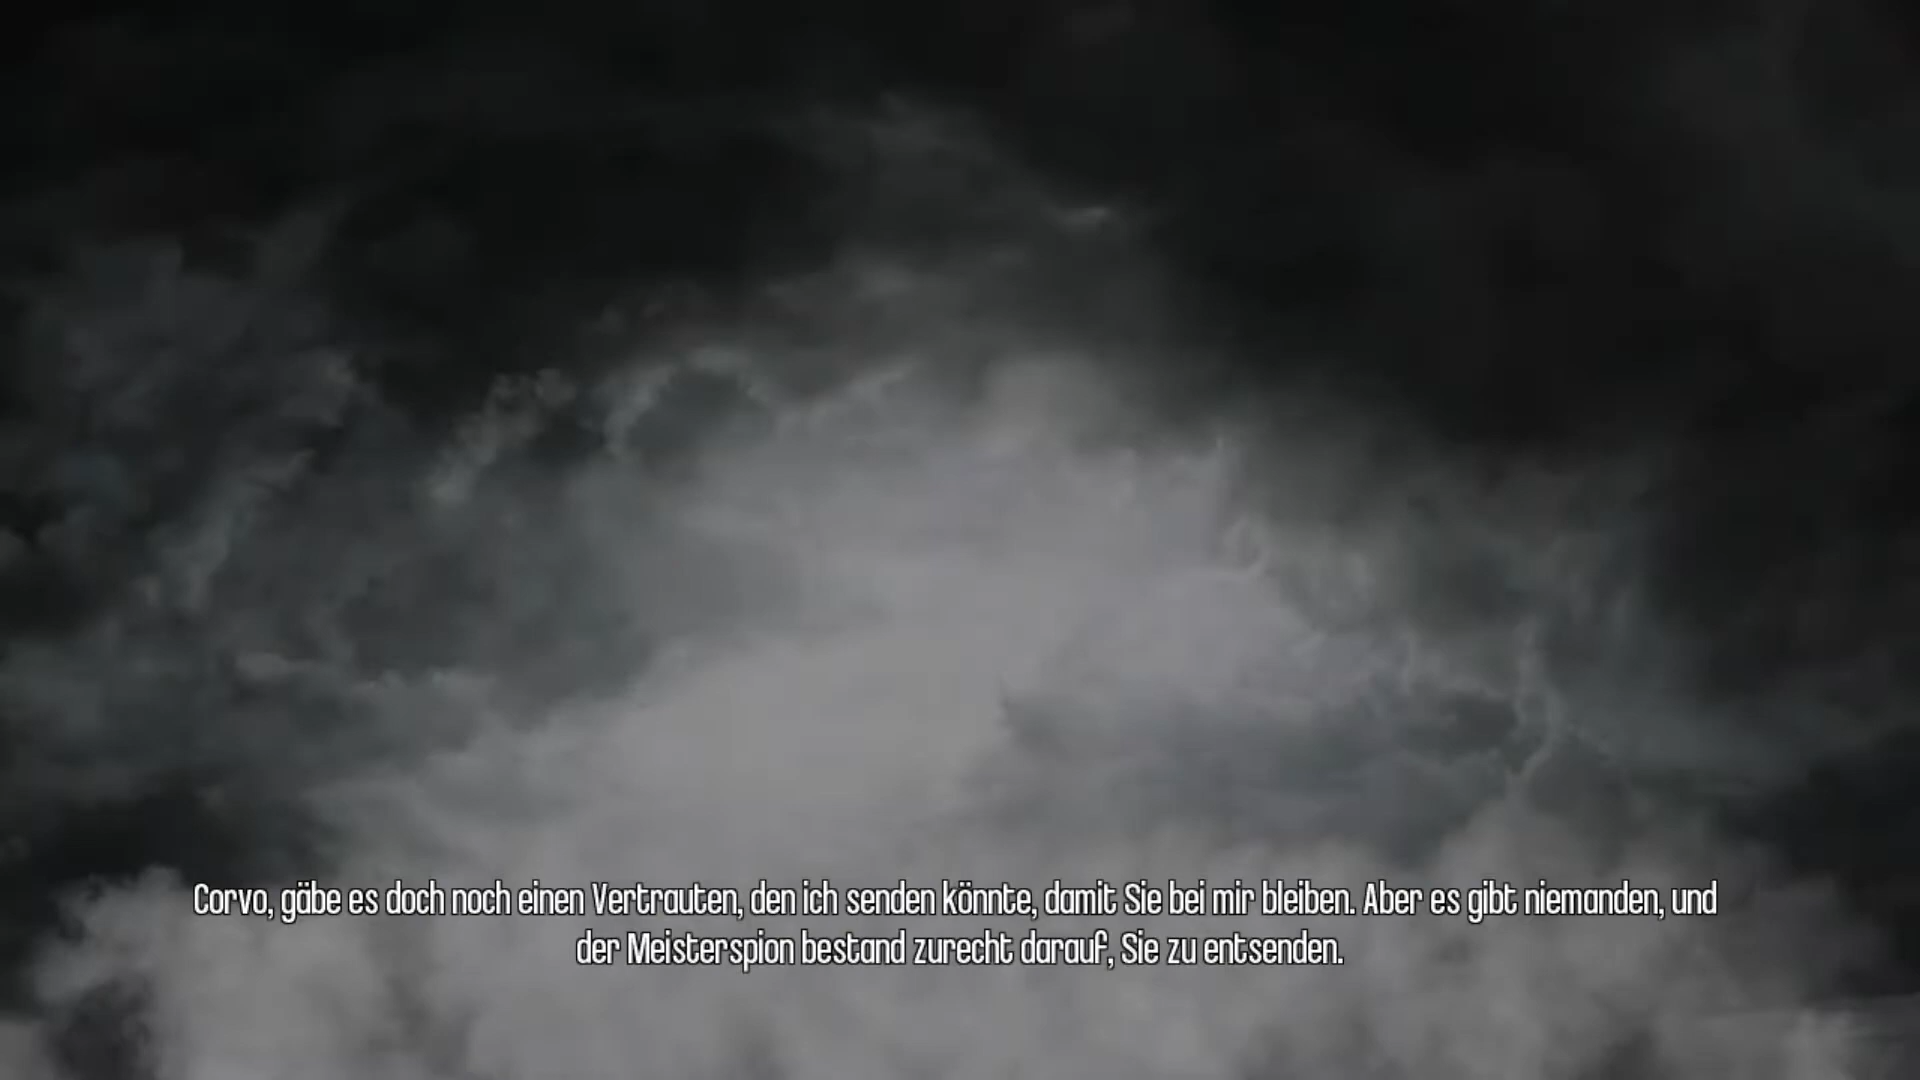 Corvo, gäbe es doch noch einen Vertrauten, den ich senden könnte, damit Sie bei mir bleiben. Aber es gibt niemanden, und
der Meisterspion bestand zurecht darauf, Sie zu entsenden.